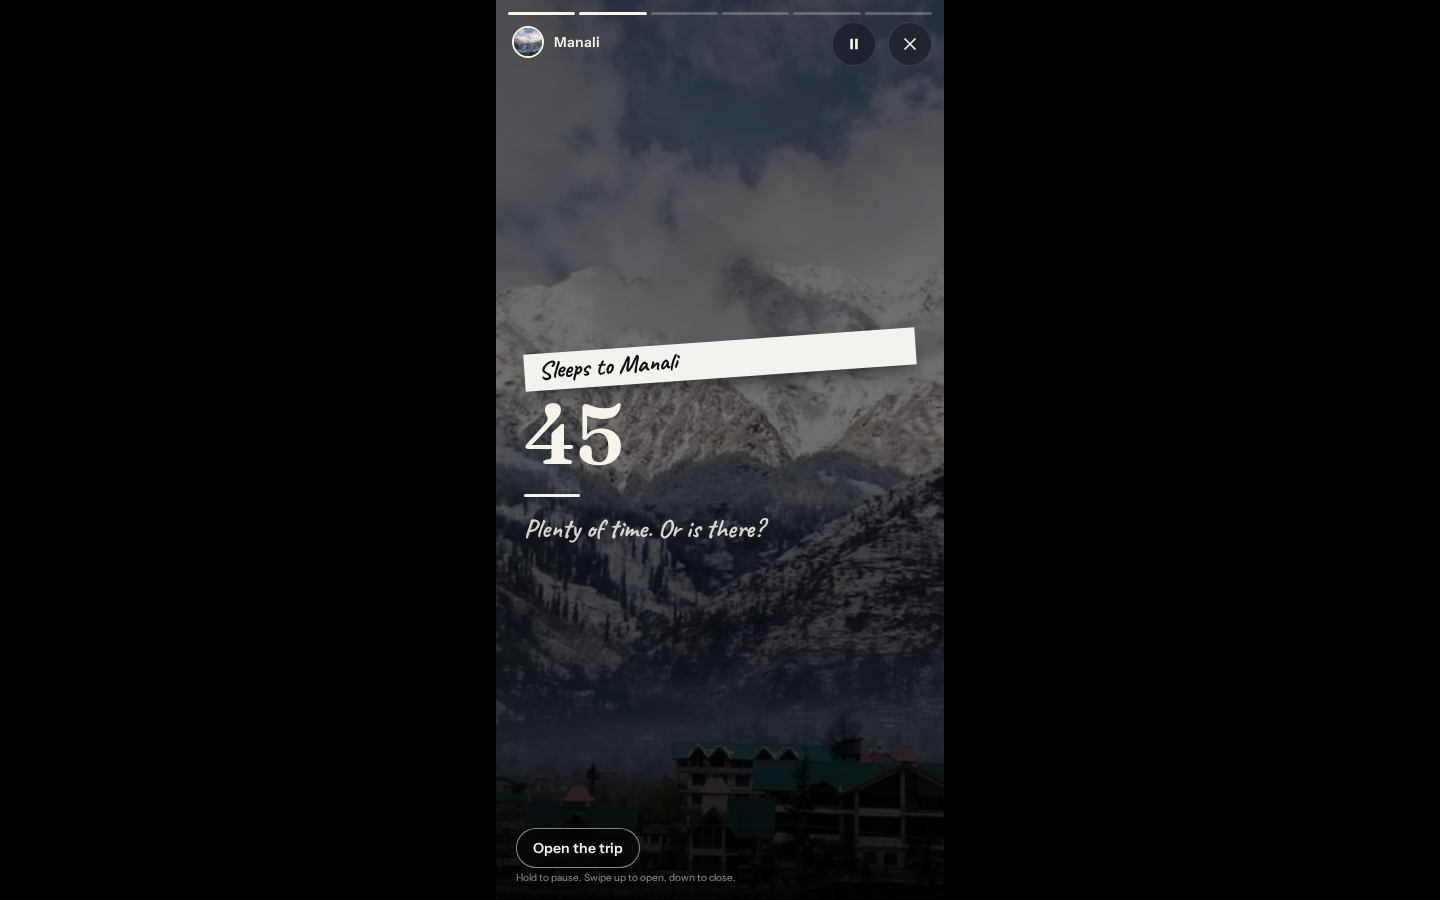 Manali
Sleeps to Manali
45
Plenty of time. Or is there?
Open the trip
Hold to pause. Swipe up to open, down to close.